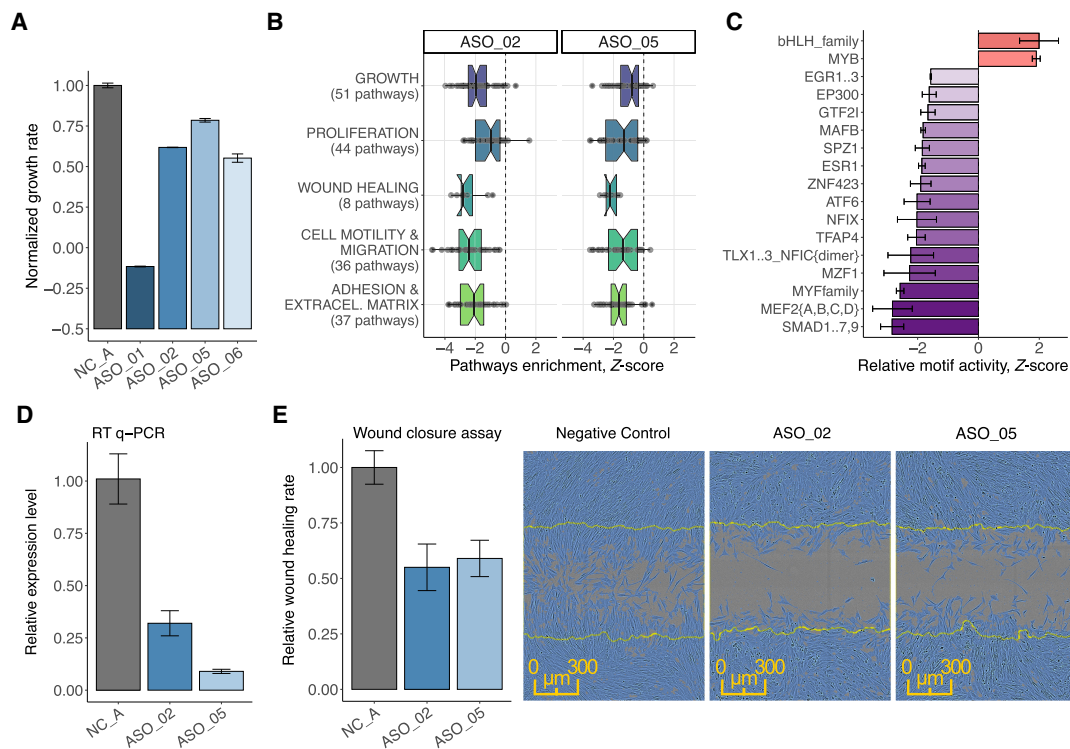 A
Normalized growth rate
1.00
0.75
0.50
0.25
0.00
−0.25
−0.5
NC_A
ASO_01
ASO_02
ASO_05
ASO_06
B
ASO_02
ASO_05
GROWTH
(51 pathways)
PROLIFERATION
(44 pathways)
WOUND HEALING
(8 pathways)
CELL MOTILITY &
MIGRATION
(36 pathways)
ADHESION &
EXTRACEL. MATRIX
(37 pathways)
−4 −2 0 2
−4 −2 0 2
Pathways enrichment, Z-score
C
bHLH_family
MYB
EGR1..3
EP300
GTF2I
MAFB
SPZ1
ESR1
ZNF423
ATF6
NFIX
TFAP4
TLX1..3_NFIC{dimer}
MZF1
MYFfamily
MEF2{A,B,C,D}
SMAD1..7,9
−2 0 2
Relative motif activity, Z-score
D
RT q−PCR
Relative expression level
1.00
0.75
0.50
0.25
0.00
NC_A
ASO_02
ASO_05
E
Wound closure assay
Relative wound healing rate
1.00
0.75
0.50
0.25
0.00
NC_A
ASO_02
ASO_05
Negative Control
0 300
µm
ASO_02
0 300
µm
ASO_05
0 300
µm